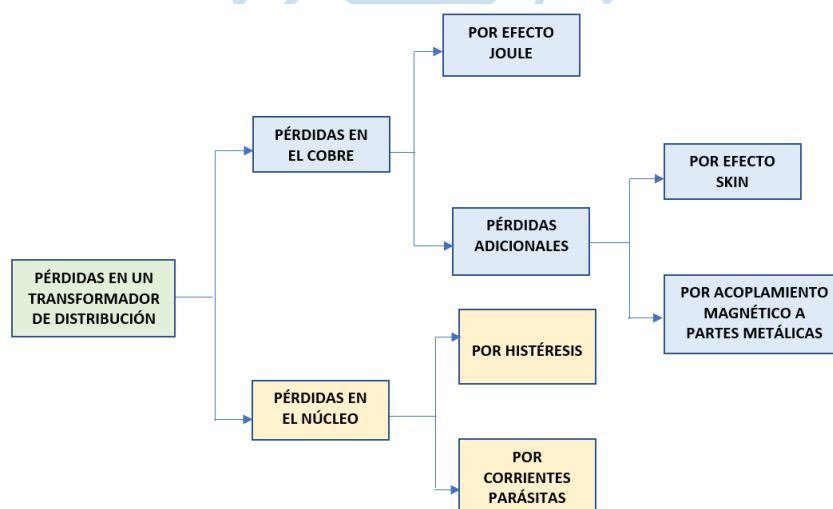 POR EFECTO
JOULE
PÉRDIDAS EN
EL COBRE
POR EFECTO
SKIN
PÉRDIDAS
ADICIONALES
PÉRDIDAS EN UN
TRANSFORMADOR
DE DISTRIBUCIÓN
POR ACOPLAMIENTO
MAGNÉTICO A
PARTES METÁLICAS
POR HISTÉRESIS
PÉRDIDAS EN
EL NÚCLEO
POR
CORRIENTES
PARÁSITAS